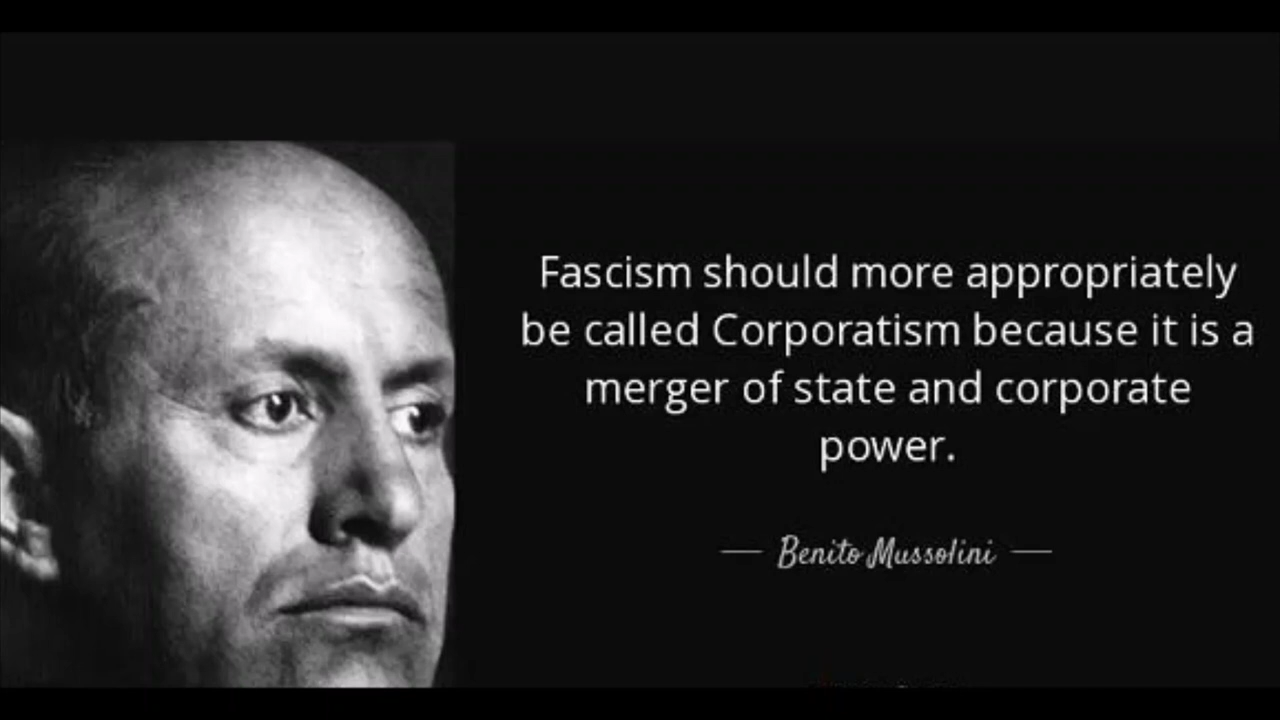 Fascism should more appropriately
be called Corporatism because it is a
merger of state and corporate
power.
— Benito Mussolini —